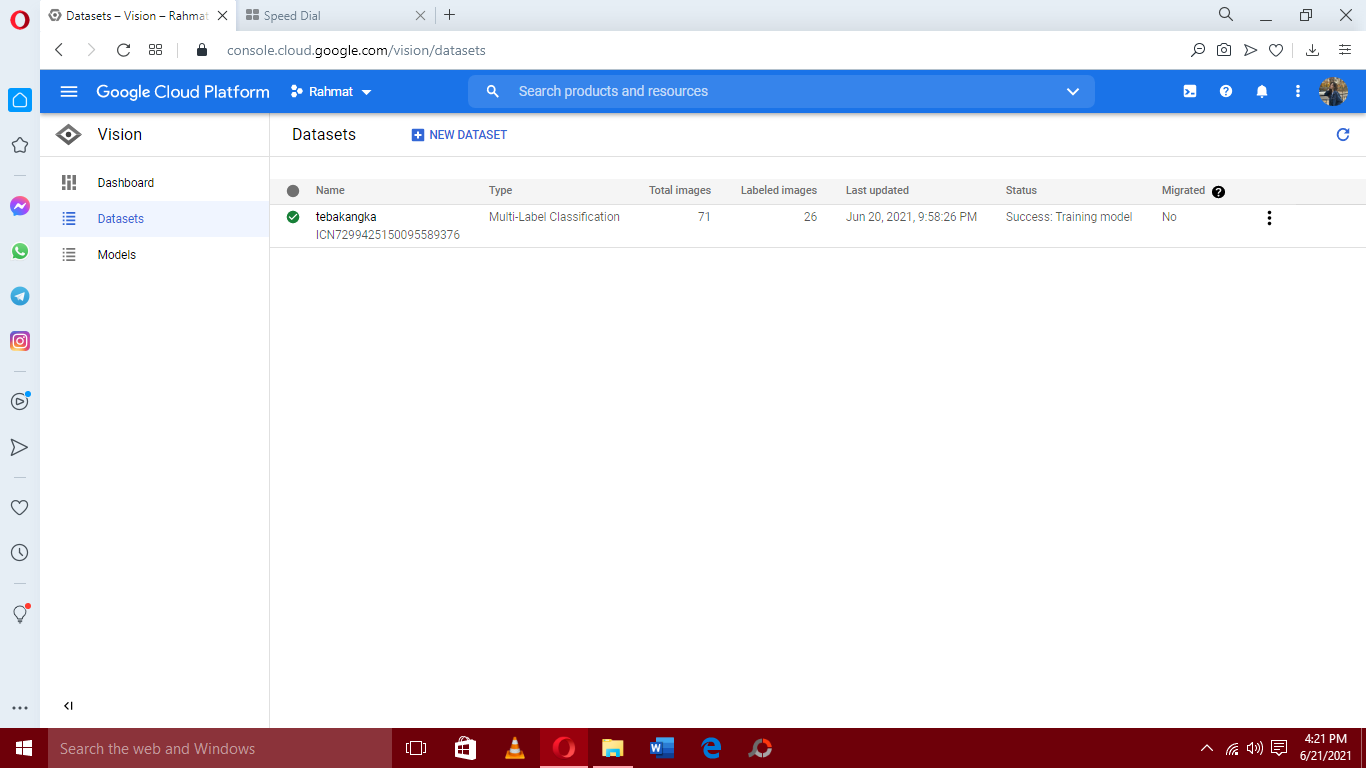 Datasets – Vision – Rahmat
Speed Dial
console.cloud.google.com/vision/datasets
Google Cloud Platform
Rahmat
Search products and resources
Vision
Datasets
NEW DATASET
Dashboard
Datasets
Models
Name
Type
Total images
Labeled images
Last updated
Status
Migrated
tebakangka
Multi-Label Classification
71
26
Jun 20, 2021, 9:58:26 PM
Success: Training model
No
ICN7299425150095589376
Search the web and Windows
4:21 PM
6/21/2021